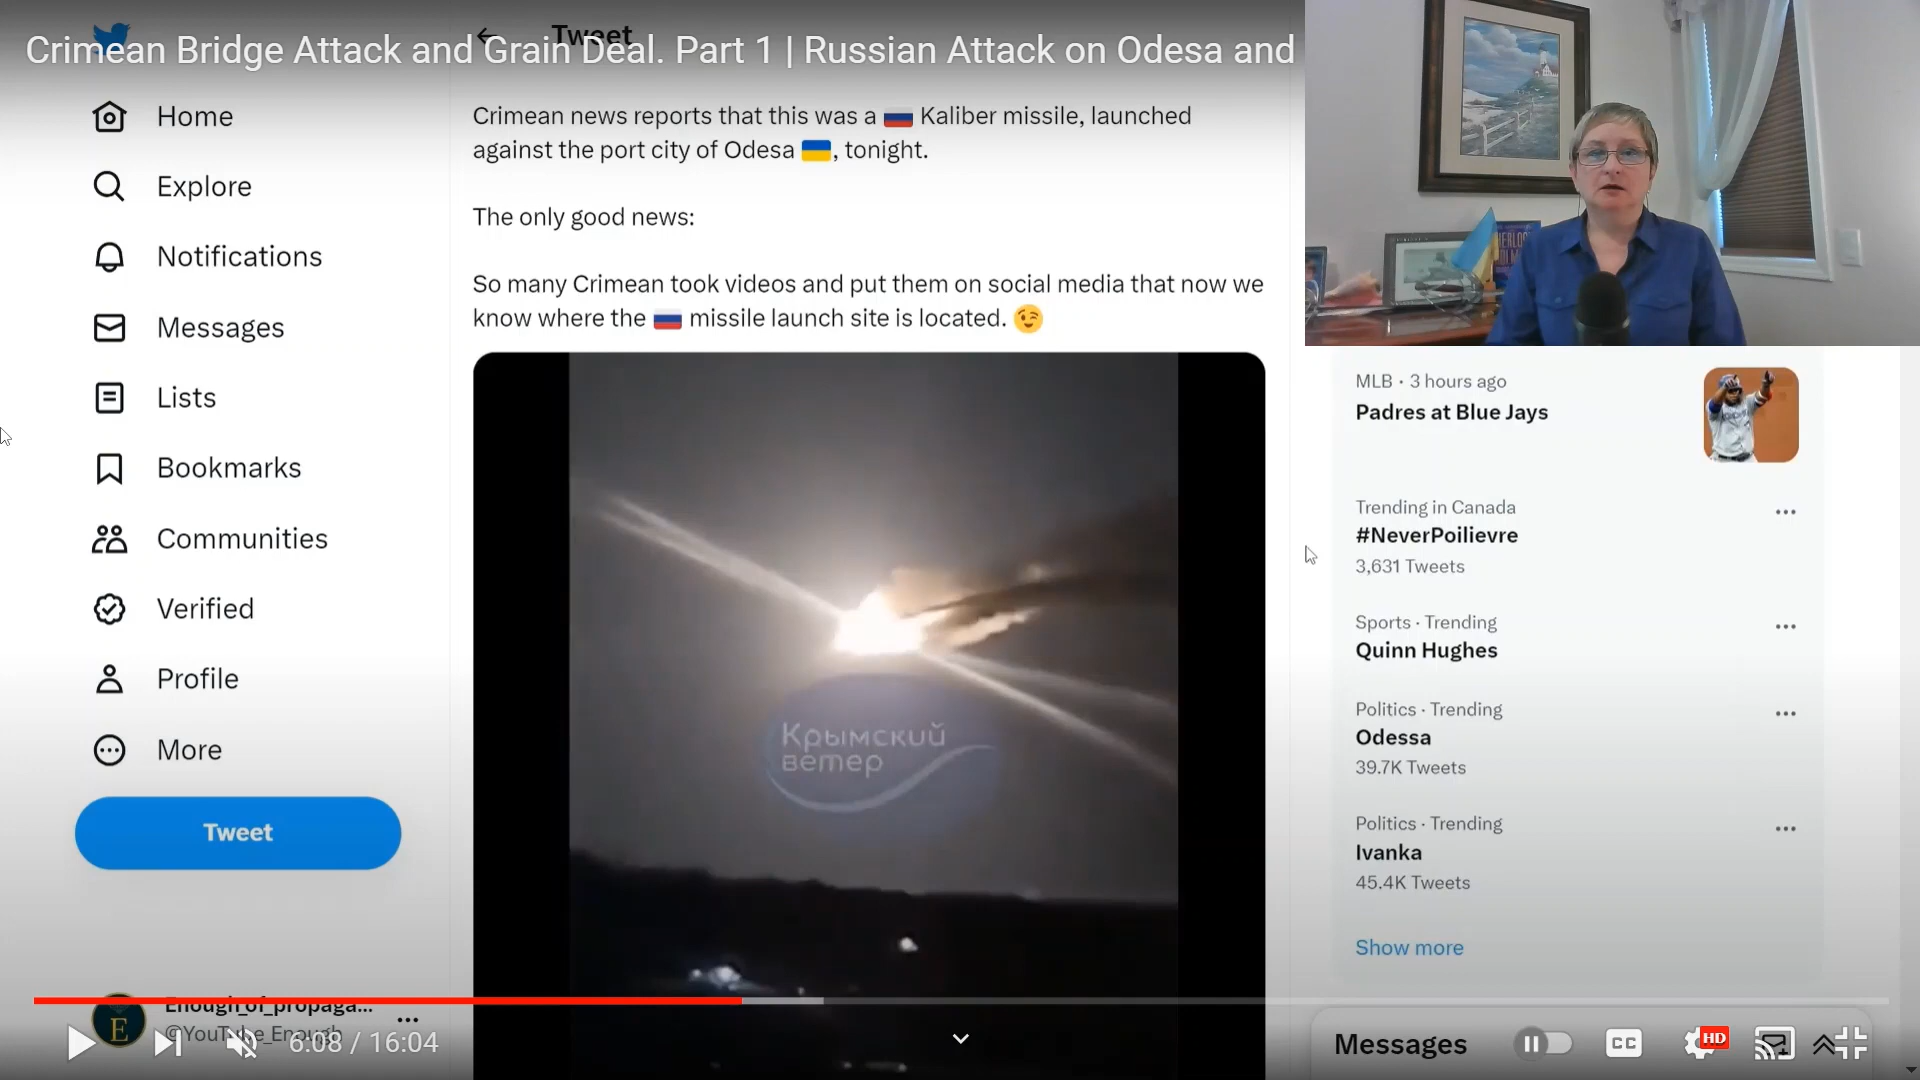 Tweet
Crimean Bridge Attack and Grain Deal. Part 1 | Russian Attack on Odesa and
Home
Explore
Notifications
Messages
Lists
Bookmarks
Communities
Verified
Profile
More
Tweet
Enough_of_propaga...
@YouTube_Enough
6:08 / 16:04
Crimean news reports that this was a 🇷🇺 Kaliber missile, launched
against the port city of Odesa 🇺🇦, tonight.
The only good news:
So many Crimean took videos and put them on social media that now we
know where the 🇷🇺 missile launch site is located. 😉
Крымский
ветер
MLB · 3 hours ago
Padres at Blue Jays
Trending in Canada
#NeverPoilievre
3,631 Tweets
Sports · Trending
Quinn Hughes
Politics · Trending
Odessa
39.7K Tweets
Politics · Trending
Ivanka
45.4K Tweets
Show more
Messages
CC
HD
E